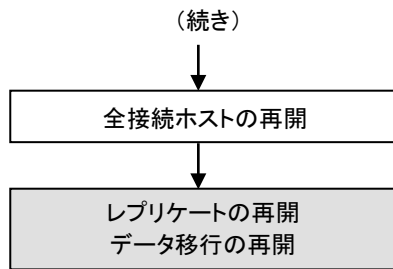 （続き）
全接続ホストの再開
レプリケートの再開
データ移行の再開